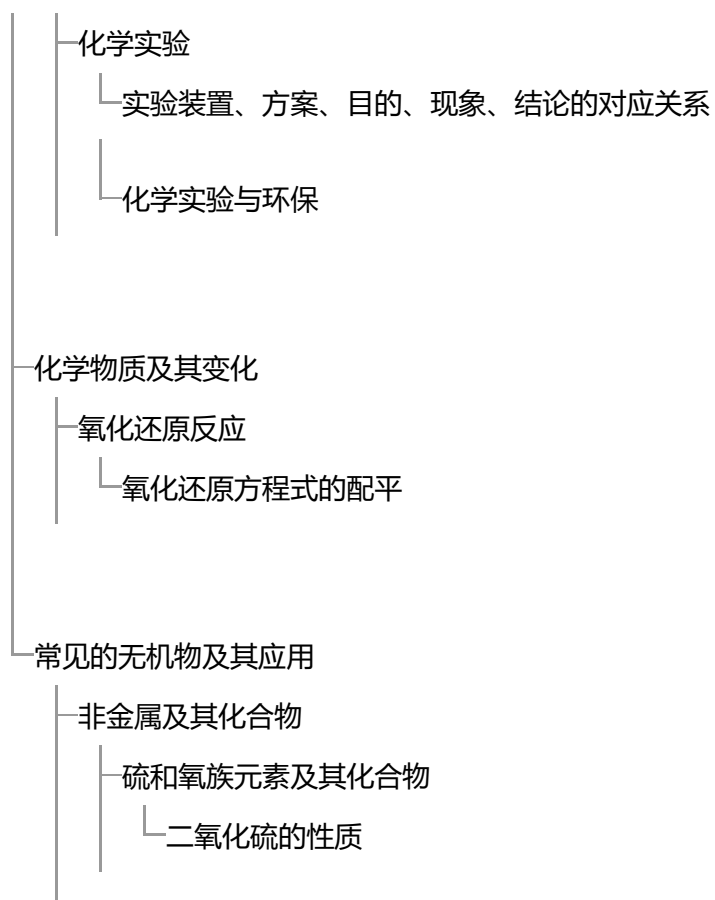 化学实验
实验装置、方案、目的、现象、结论的对应关系
化学实验与环保
化学物质及其变化
氧化还原反应
氧化还原方程式的配平
常见的无机物及其应用
非金属及其化合物
硫和氧族元素及其化合物
二氧化硫的性质